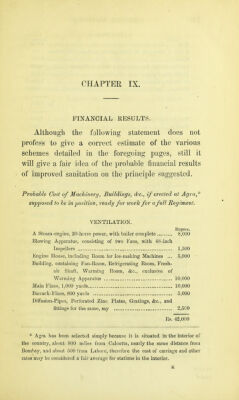 CHAPTER IX.
FINANCIAL RESULTS.
Although the following statement does not
profess to give a correct estimate of the various
schemes detailed in the foregoing pages, still it
will give a fair idea of the probable financial results
of improved sanitation on the principle suggested.
Probable Cost of Machinery, Buildings, &c., if erected at Agra,*
supposed to be in position, ready for work for a full Regiment.
VENTILATION.
Rupees.
A Steam engine, 20-horse power, with boiler complete ......... 8,000
Blowing Apparatus, consisting of two Fans, with 48-inch
Impellers ......... 1,500
Engine House, including Room for Ice-making Machines ... 5,000
Building, containing Fan-Room, Refrigerating Room, Fresh-
air Shaft, Warming Room, &c., exclusive of
Warming Apparatus ......... 10,000
Main Flues, 1,000 yards ......... 10,000
Barrack Flues, 800 yards ......... 5,000
Diffusion-Pipes, Perforated Zinc Plates, Gratings, &c., and
fittings for the same, say ......... 2,500
Rs. 42,000
* Agra has been selected simply because it is situated in the interior of
the country, about 800 miles from Calcutta, nearly the same distance from
Bombay, and about 500 from Lahore, therefore the cost of carriage and other
rates may be considered a fair average for stations in the interior.